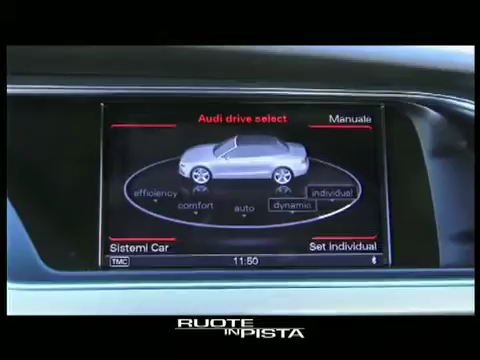 Audi drive select
Manuale
efficiency
comfort
auto
dynamic
individual
Sistemi Car
Set individual
TMC
11:50
RUOTE
IN PISTA